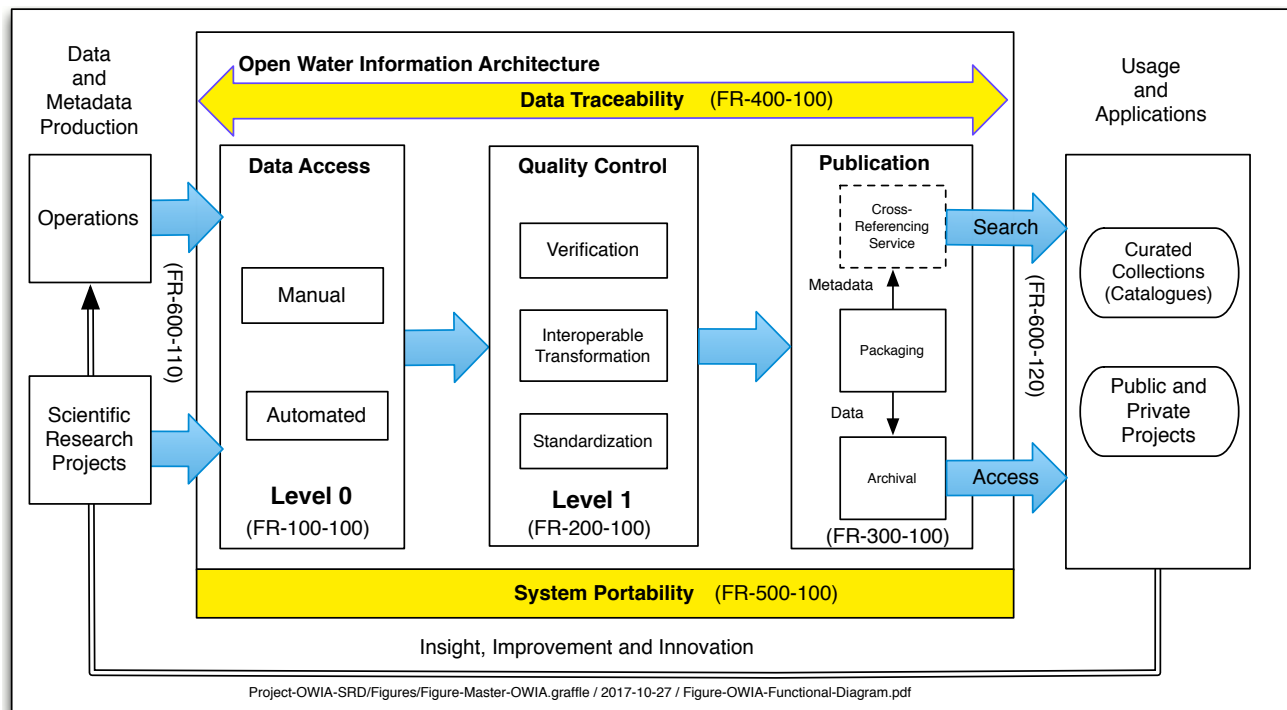 Data
and
Metadata
Production
Operations
Scientific
Research
Projects
(FR-600-110)
Open Water Information Architecture
Data Traceability (FR-400-100)
Data Access
Manual
Automated
Level 0
(FR-100-100)
Quality Control
Verification
Interoperable
Transformation
Standardization
Level 1
(FR-200-100)
Publication
Cross-
Referencing
Service
Metadata
Packaging
Data
Archival
(FR-300-100)
Search
(FR-600-120)
Access
Usage
and
Applications
Curated
Collections
(Catalogues)
Public and
Private
Projects
System Portability (FR-500-100)
Insight, Improvement and Innovation
Project-OWIA-SRD/Figures/Figure-Master-OWIA.graffle / 2017-10-27 / Figure-OWIA-Functional-Diagram.pdf